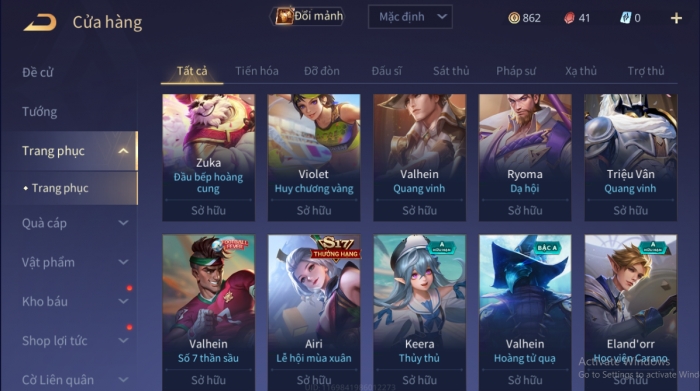 Cửa hàng
Đổi mảnh
Mặc định
862
41
0
Đề cử
Tướng
Trang phục
Trang phục
Quà cáp
Vật phẩm
Kho báu
Shop lợi tức
Cờ Liên quân
Tất cả
Tiến hóa
Đỡ đòn
Đấu sĩ
Sát thủ
Pháp sư
Xạ thủ
Trợ thủ
Zuka
Đầu bếp hoàng
cung
Sở hữu
Violet
Huy chương vàng
Sở hữu
Valhein
Quang vinh
Sở hữu
Ryoma
Dạ hội
Sở hữu
Triệu Vân
Quang vinh
Sở hữu
Valhein
Số 7 thần sầu
Sở hữu
S17
THƯỞNG HẠNG
Airi
Lễ hội mùa xuân
Sở hữu
A
Keera
Thủy thủ
Sở hữu
BẬC A
Valhein
Hoàng tử quạ
Sở hữu
A
Eland'orr
Học viện Carano
Sở hữu
Activate Windows
Go to Settings to activate Wind